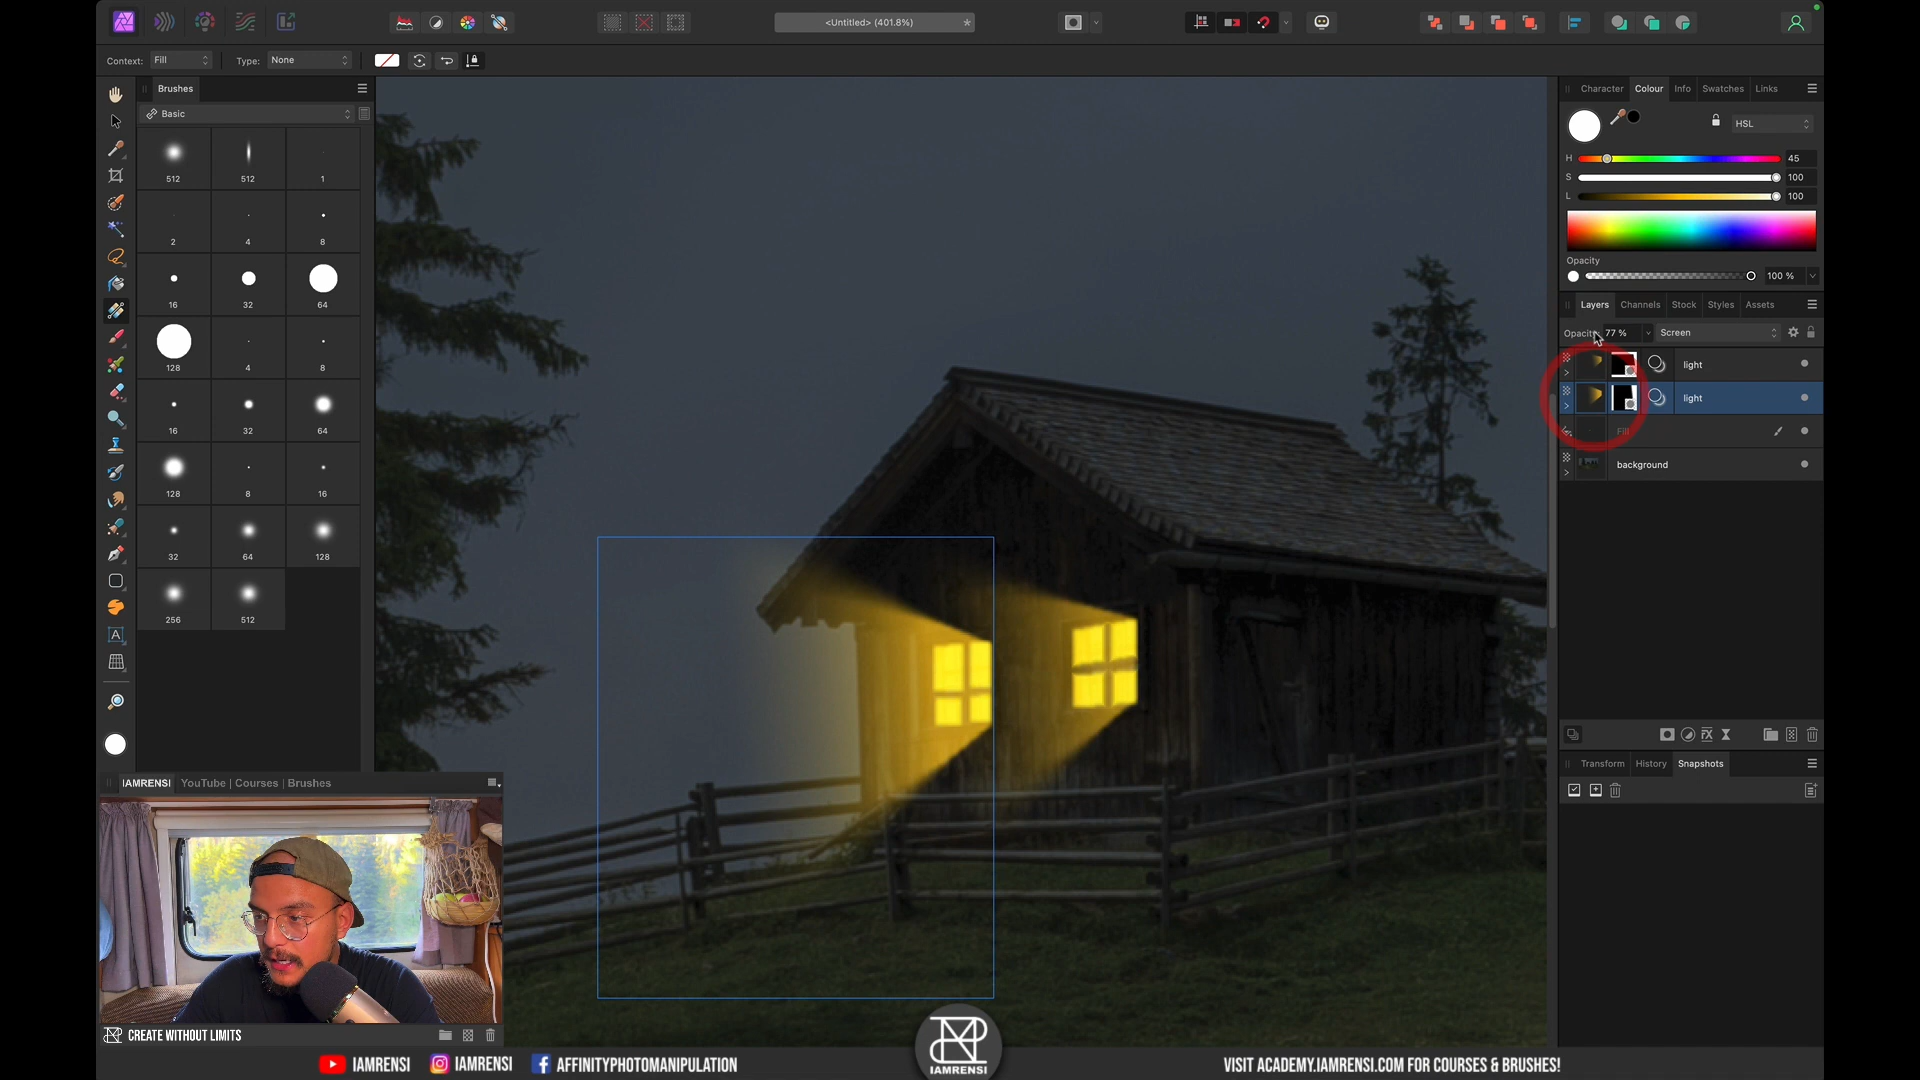 <Untitled> (401.8%)
*
Context: Fill Type: None
Brushes
Basic
512 512 1
2 4 8
16 32 64
128 4 8
16 32 64
128 8 16
32 64 128
256 512
Character Colour Info Swatches Links
HSL
H 45
S 100
L 100
Opacity
100 %
Layers Channels Stock Styles Assets
77 % Screen
light
light
Fill
background
Transform History Snapshots
A
IAMRENSI YouTube | Courses | Brushes
CREATE WITHOUT LIMITS
IAMRENSI IAMRENSI AFFINITYPHOTOMANIPULATION
IAMRENSI
VISIT ACADEMY.IAMRENSI.COM FOR COURSES & BRUSHES!